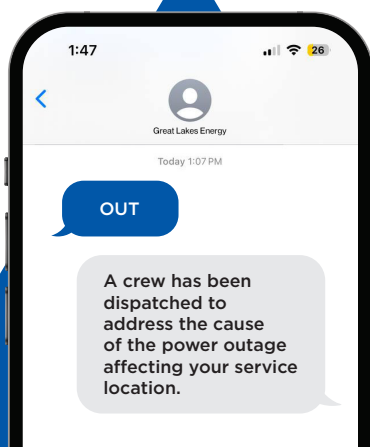 1:47
26
Great Lakes Energy
Today 1:07 PM
OUT
A crew has been
dispatched to
address the cause
of the power outage
affecting your service
location.